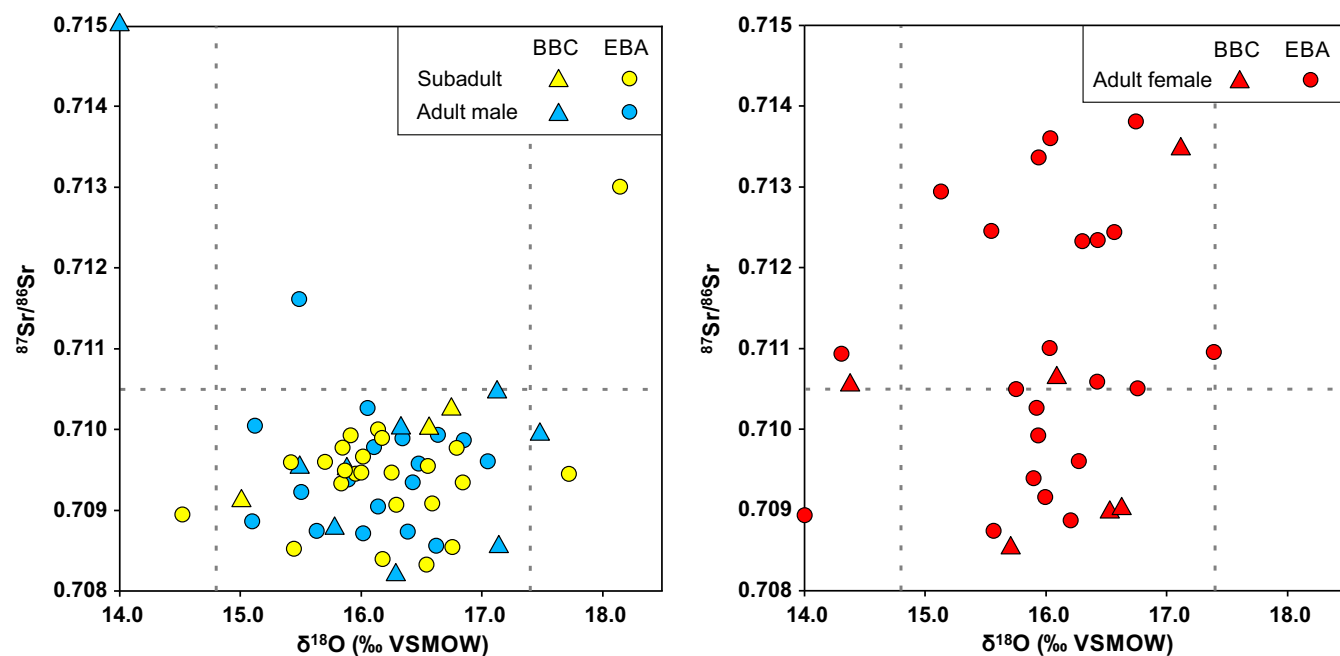 0.715
0.714
0.713
0.712
0.711
0.710
0.709
0.708
⁸⁷Sr/⁸⁶Sr
14.0 15.0 16.0 17.0 18.0
δ¹⁸O (‰ VSMOW)
BBC EBA
Subadult
Adult male
0.715
0.714
0.713
0.712
0.711
0.710
0.709
0.708
⁸⁷Sr/⁸⁶Sr
14.0 15.0 16.0 17.0 18.0
δ¹⁸O (‰ VSMOW)
BBC EBA
Adult female